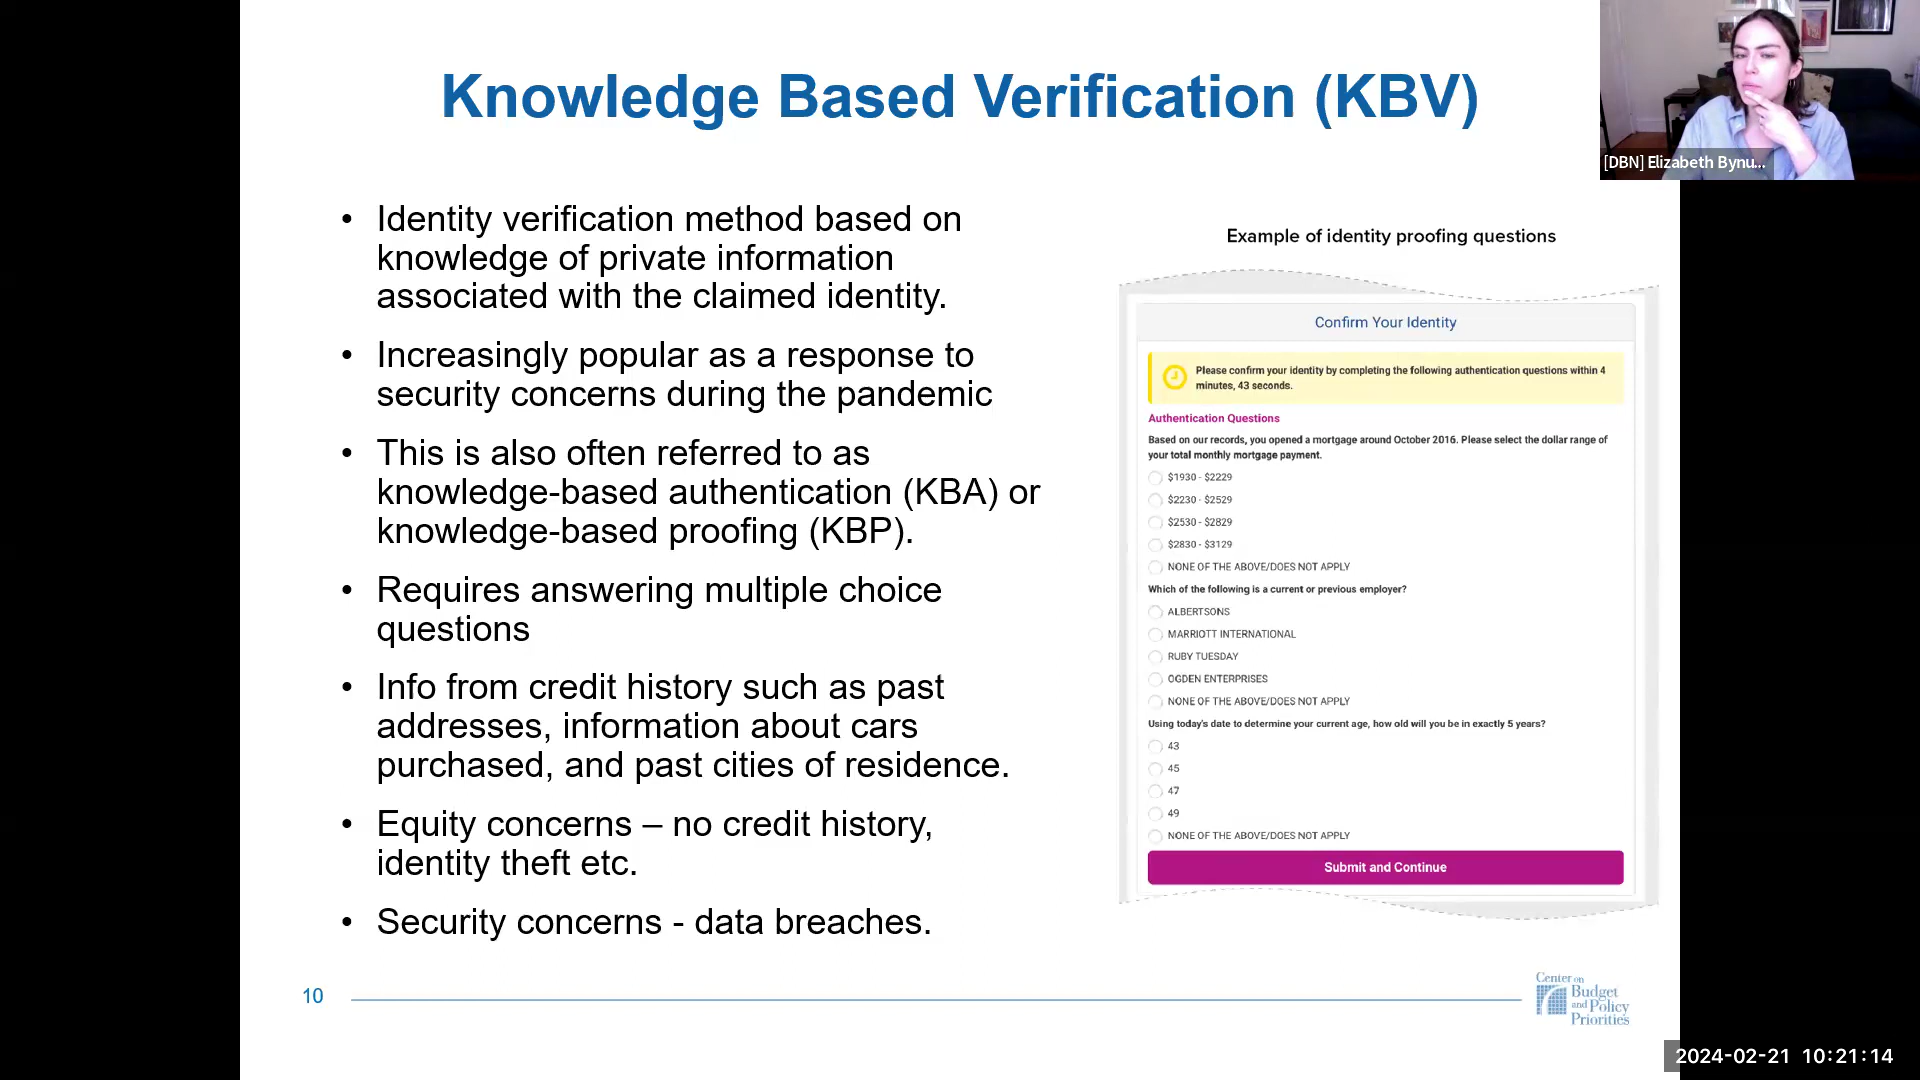 Knowledge Based Verification (KBV)
[DBN] Elizabeth Bynu...
• Identity verification method based on
knowledge of private information
associated with the claimed identity.
• Increasingly popular as a response to
security concerns during the pandemic
• This is also often referred to as
knowledge-based authentication (KBA) or
knowledge-based proofing (KBP).
• Requires answering multiple choice
questions
• Info from credit history such as past
addresses, information about cars
purchased, and past cities of residence.
• Equity concerns – no credit history,
identity theft etc.
• Security concerns - data breaches.
Example of identity proofing questions
Confirm Your Identity
Please confirm your identity by completing the following authentication questions within 4
minutes, 43 seconds.
Authentication Questions
Based on our records, you opened a mortgage around October 2016. Please select the dollar range of
your total monthly mortgage payment.
$1930 - $2229
$2230 - $2529
$2530 - $2829
$2830 - $3129
NONE OF THE ABOVE/DOES NOT APPLY
Which of the following is a current or previous employer?
ALBERTSONS
MARRIOTT INTERNATIONAL
RUBY TUESDAY
OGDEN ENTERPRISES
NONE OF THE ABOVE/DOES NOT APPLY
Using today's date to determine your current age, how old will you be in exactly 5 years?
43
45
47
49
NONE OF THE ABOVE/DOES NOT APPLY
Submit and Continue
10
Center on
Budget
and Policy
Priorities
2024-02-21 10:21:14